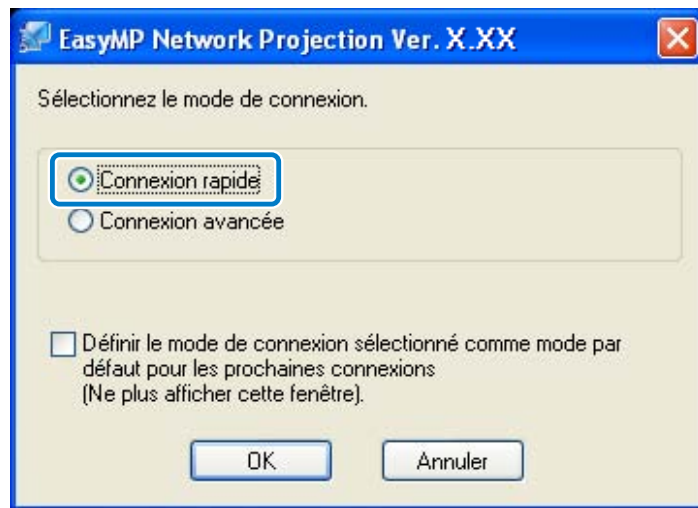 EasyMP Network Projection Ver. X.XX
Sélectionnez le mode de connexion.
Connexion rapide
Connexion avancée
Définir le mode de connexion sélectionné comme mode par
défaut pour les prochaines connexions
(Ne plus afficher cette fenêtre).
OK
Annuler